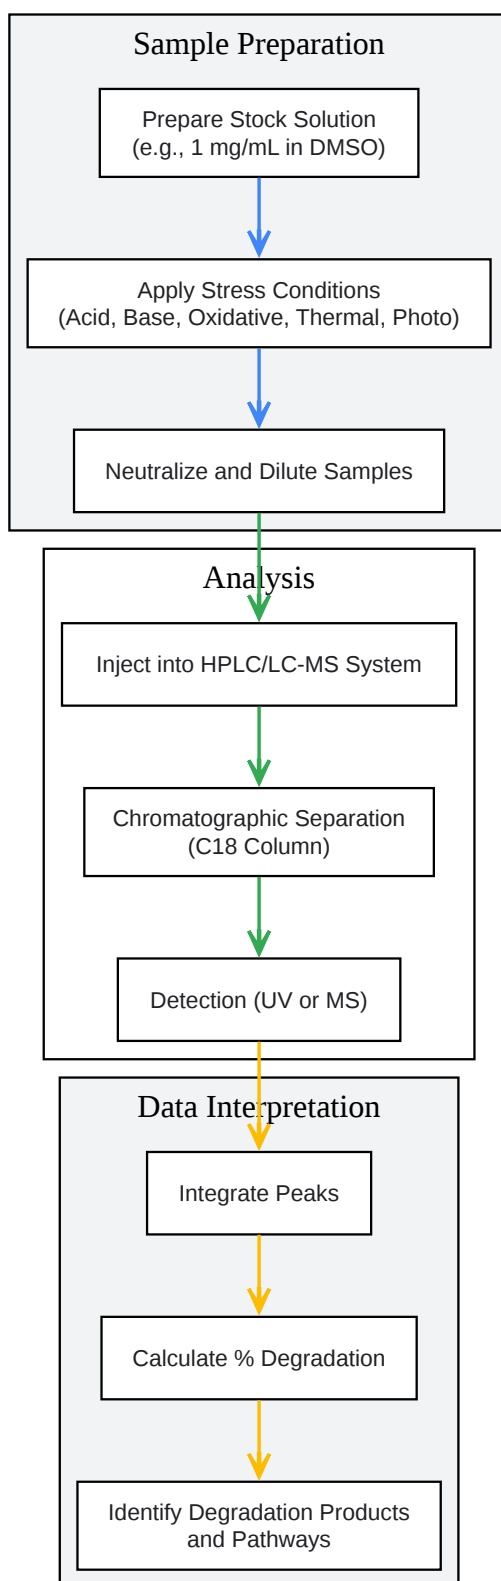 Sample Preparation
Prepare Stock Solution
(e.g., 1 mg/mL in DMSO)
Apply Stress Conditions
(Acid, Base, Oxidative, Thermal, Photo)
Neutralize and Dilute Samples
Analysis
Inject into HPLC/LC-MS System
Chromatographic Separation
(C18 Column)
Detection (UV or MS)
Data Interpretation
Integrate Peaks
Calculate % Degradation
Identify Degradation Products
and Pathways